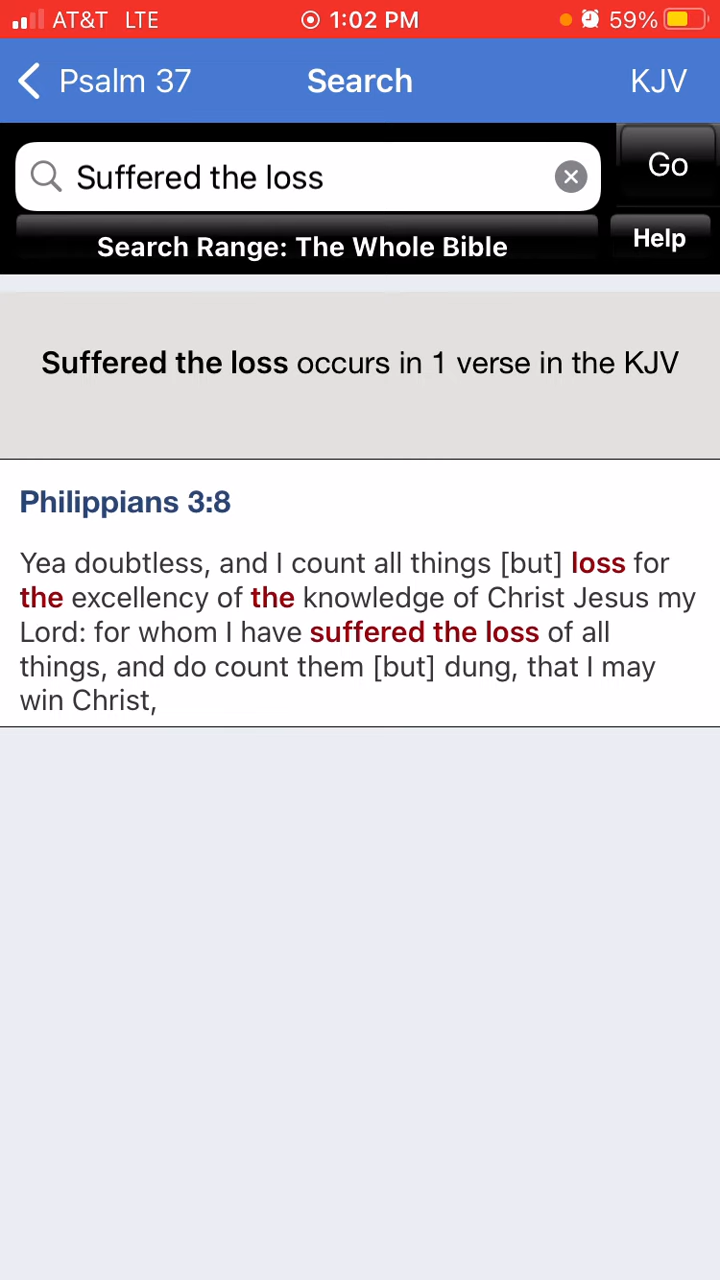 AT&T LTE 1:02 PM 59%
Psalm 37 Search KJV
Suffered the loss Go
Search Range: The Whole Bible Help
Suffered the loss occurs in 1 verse in the KJV
Philippians 3:8
Yea doubtless, and I count all things [but] loss for
the excellency of the knowledge of Christ Jesus my
Lord: for whom I have suffered the loss of all
things, and do count them [but] dung, that I may
win Christ,